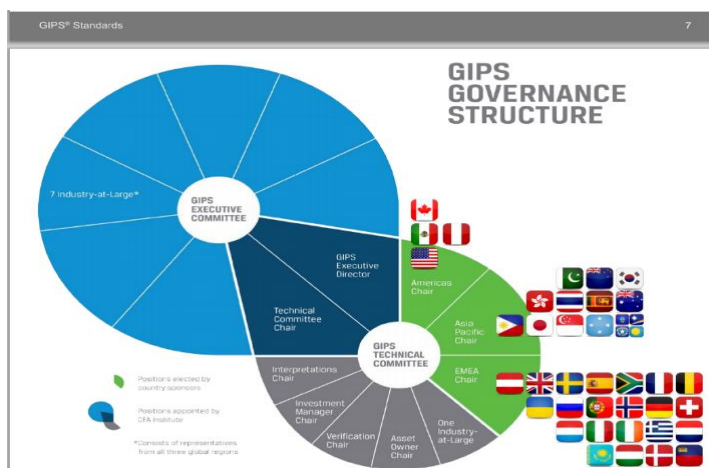 GIPS® Standards
7
GIPS
GOVERNANCE
STRUCTURE
7 Industry-at-Large*
GIPS
EXECUTIVE
COMMITTEE
GIPS
Executive
Director
Technical
Committee
Chair
Americas
Chair
Asia
Pacific
Chair
EMEA
Chair
GIPS
TECHNICAL
COMMITTEE
Interpretations
Chair
Investment
Manager
Chair
Verification
Chair
Asset
Owner
Chair
One
Industry-
at-Large
Positions elected by
country sponsors
Positions appointed by
CFA Institute
*Consists of representations
from all three global regions